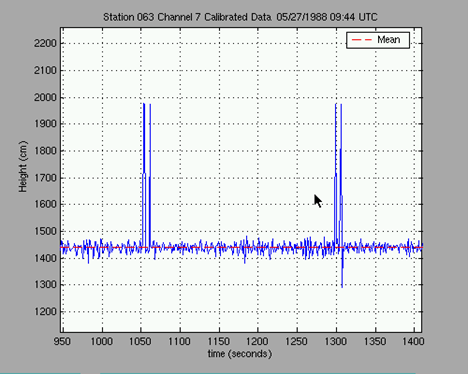 Station 063 Channel 7 Calibrated Data 05/27/1988 09:44 UTC
Mean
2200
2100
2000
1900
1800
1700
1600
1500
1400
1300
1200
Height (cm)
950 1000 1050 1100 1150 1200 1250 1300 1350 1400
time (seconds)